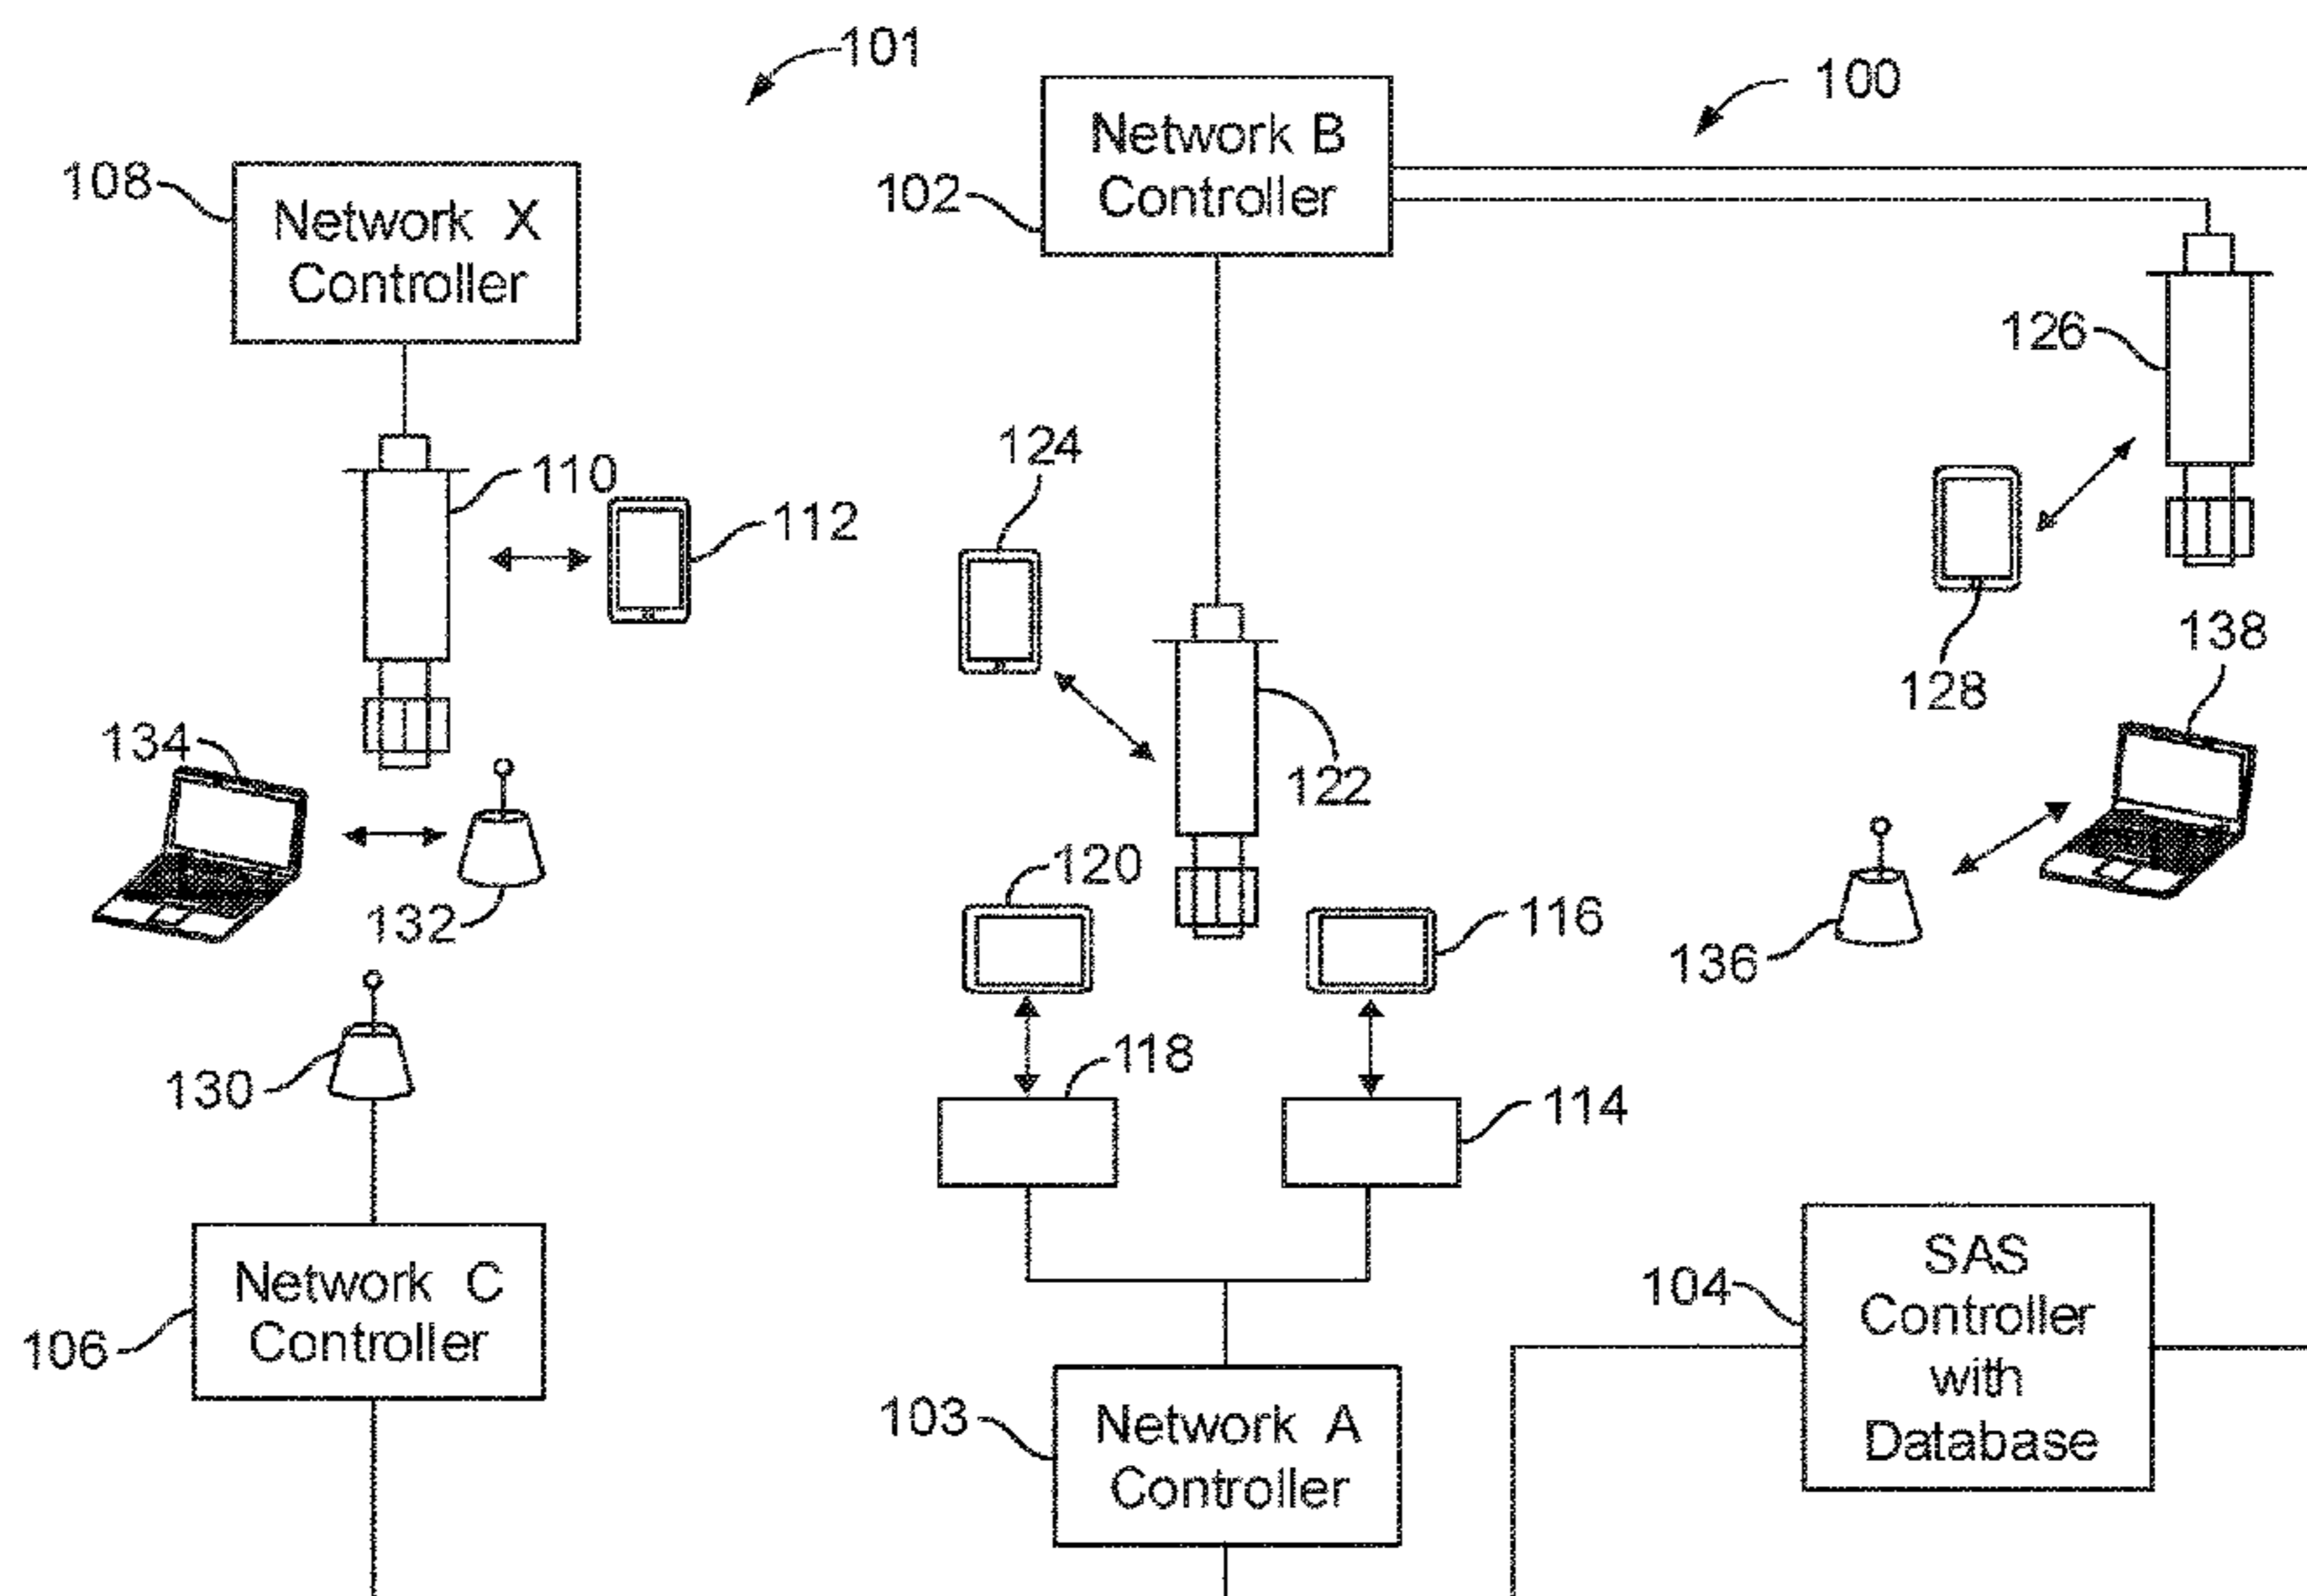 101
100
Network B
Controller
102
108
Network X
Controller
126
124
110
112
128
138
134
122
132
120
116
136
130
118
114
Network C
Controller
106
SAS
Controller
with
Database
104
103
Network A
Controller